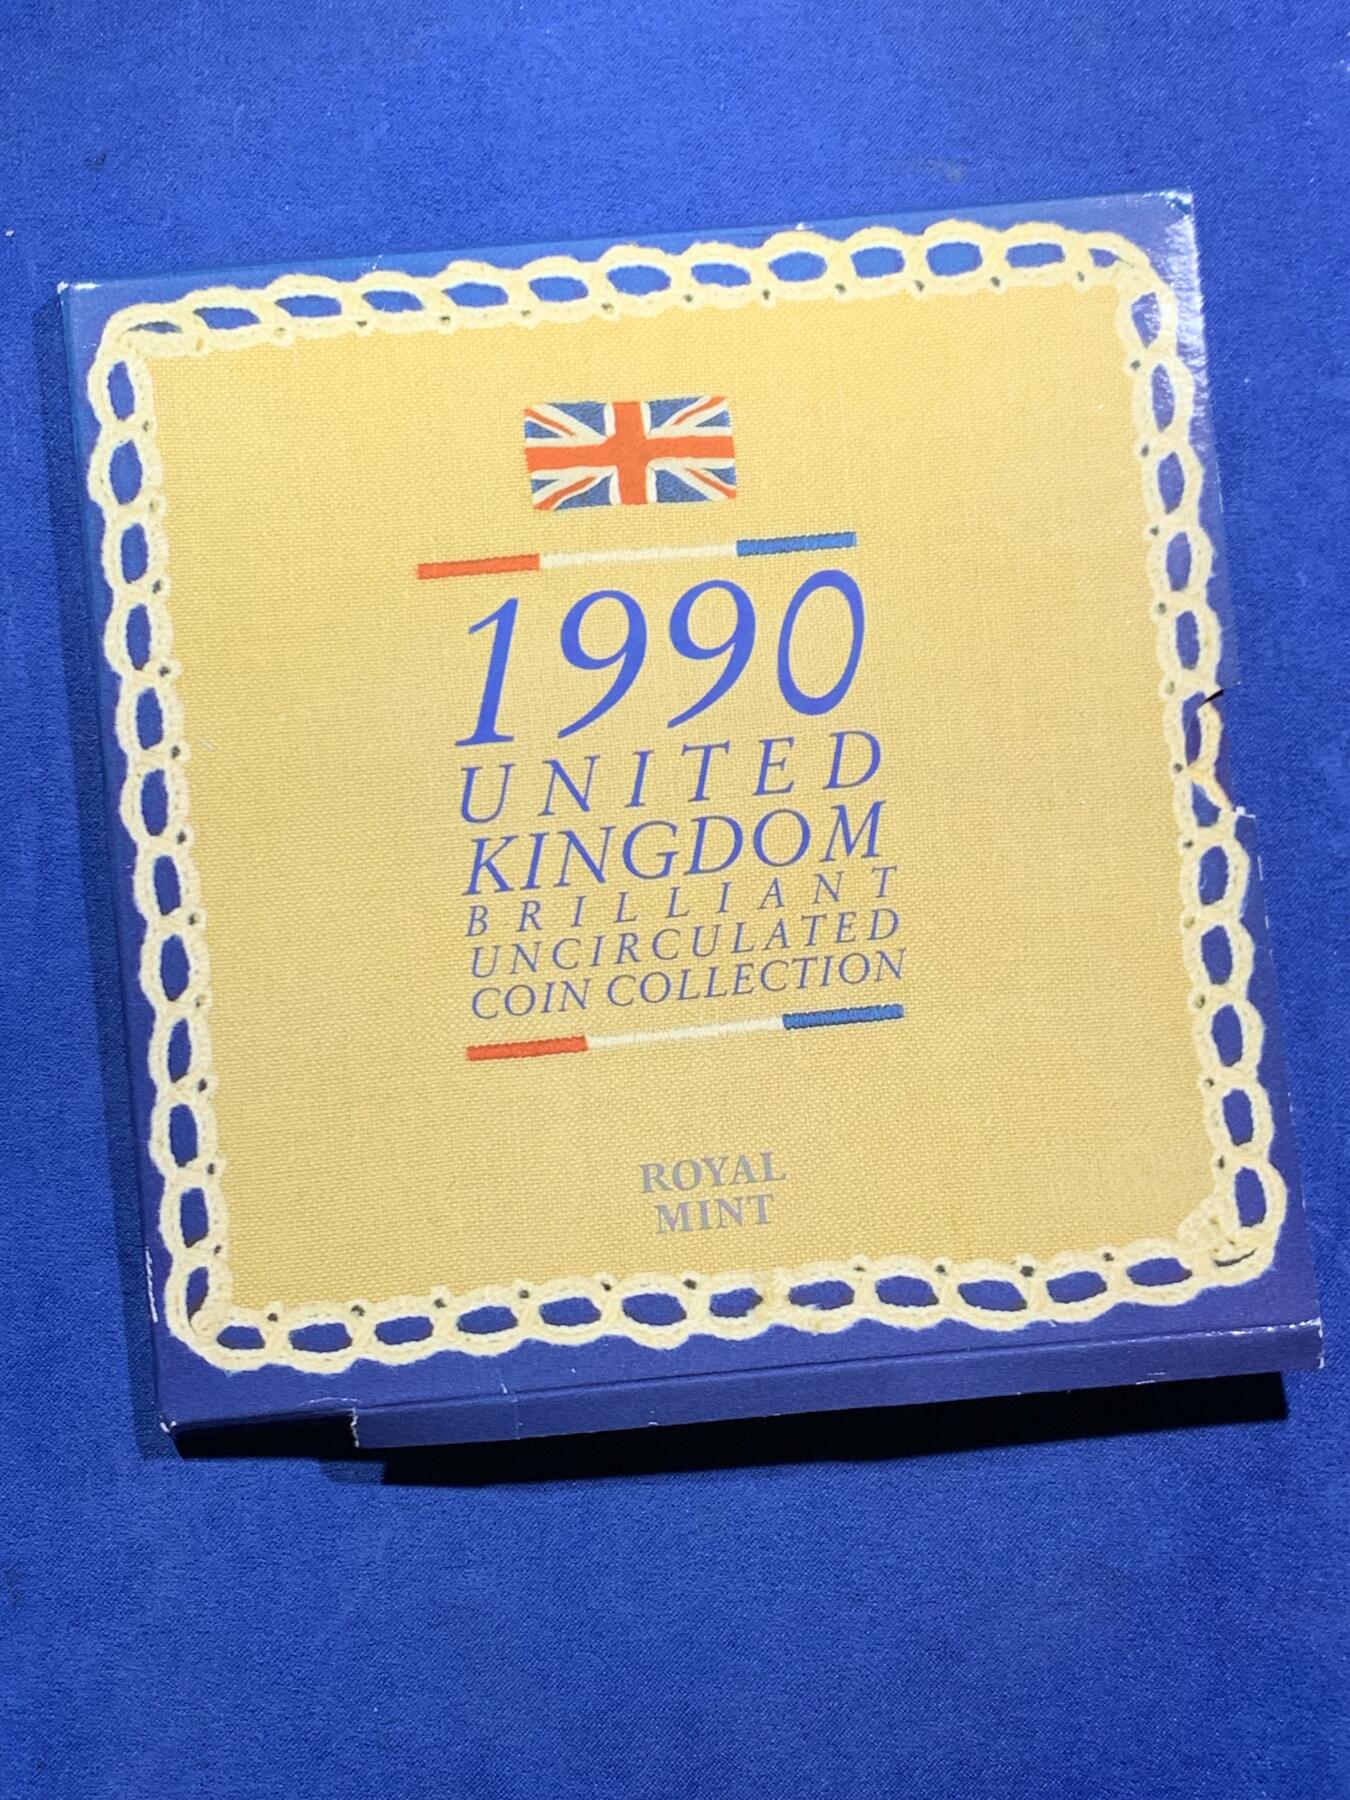 1990
UNITED
KINGDOM
BRILLIANT
UNCIRCULATED
COIN COLLECTION
ROYAL
MINT